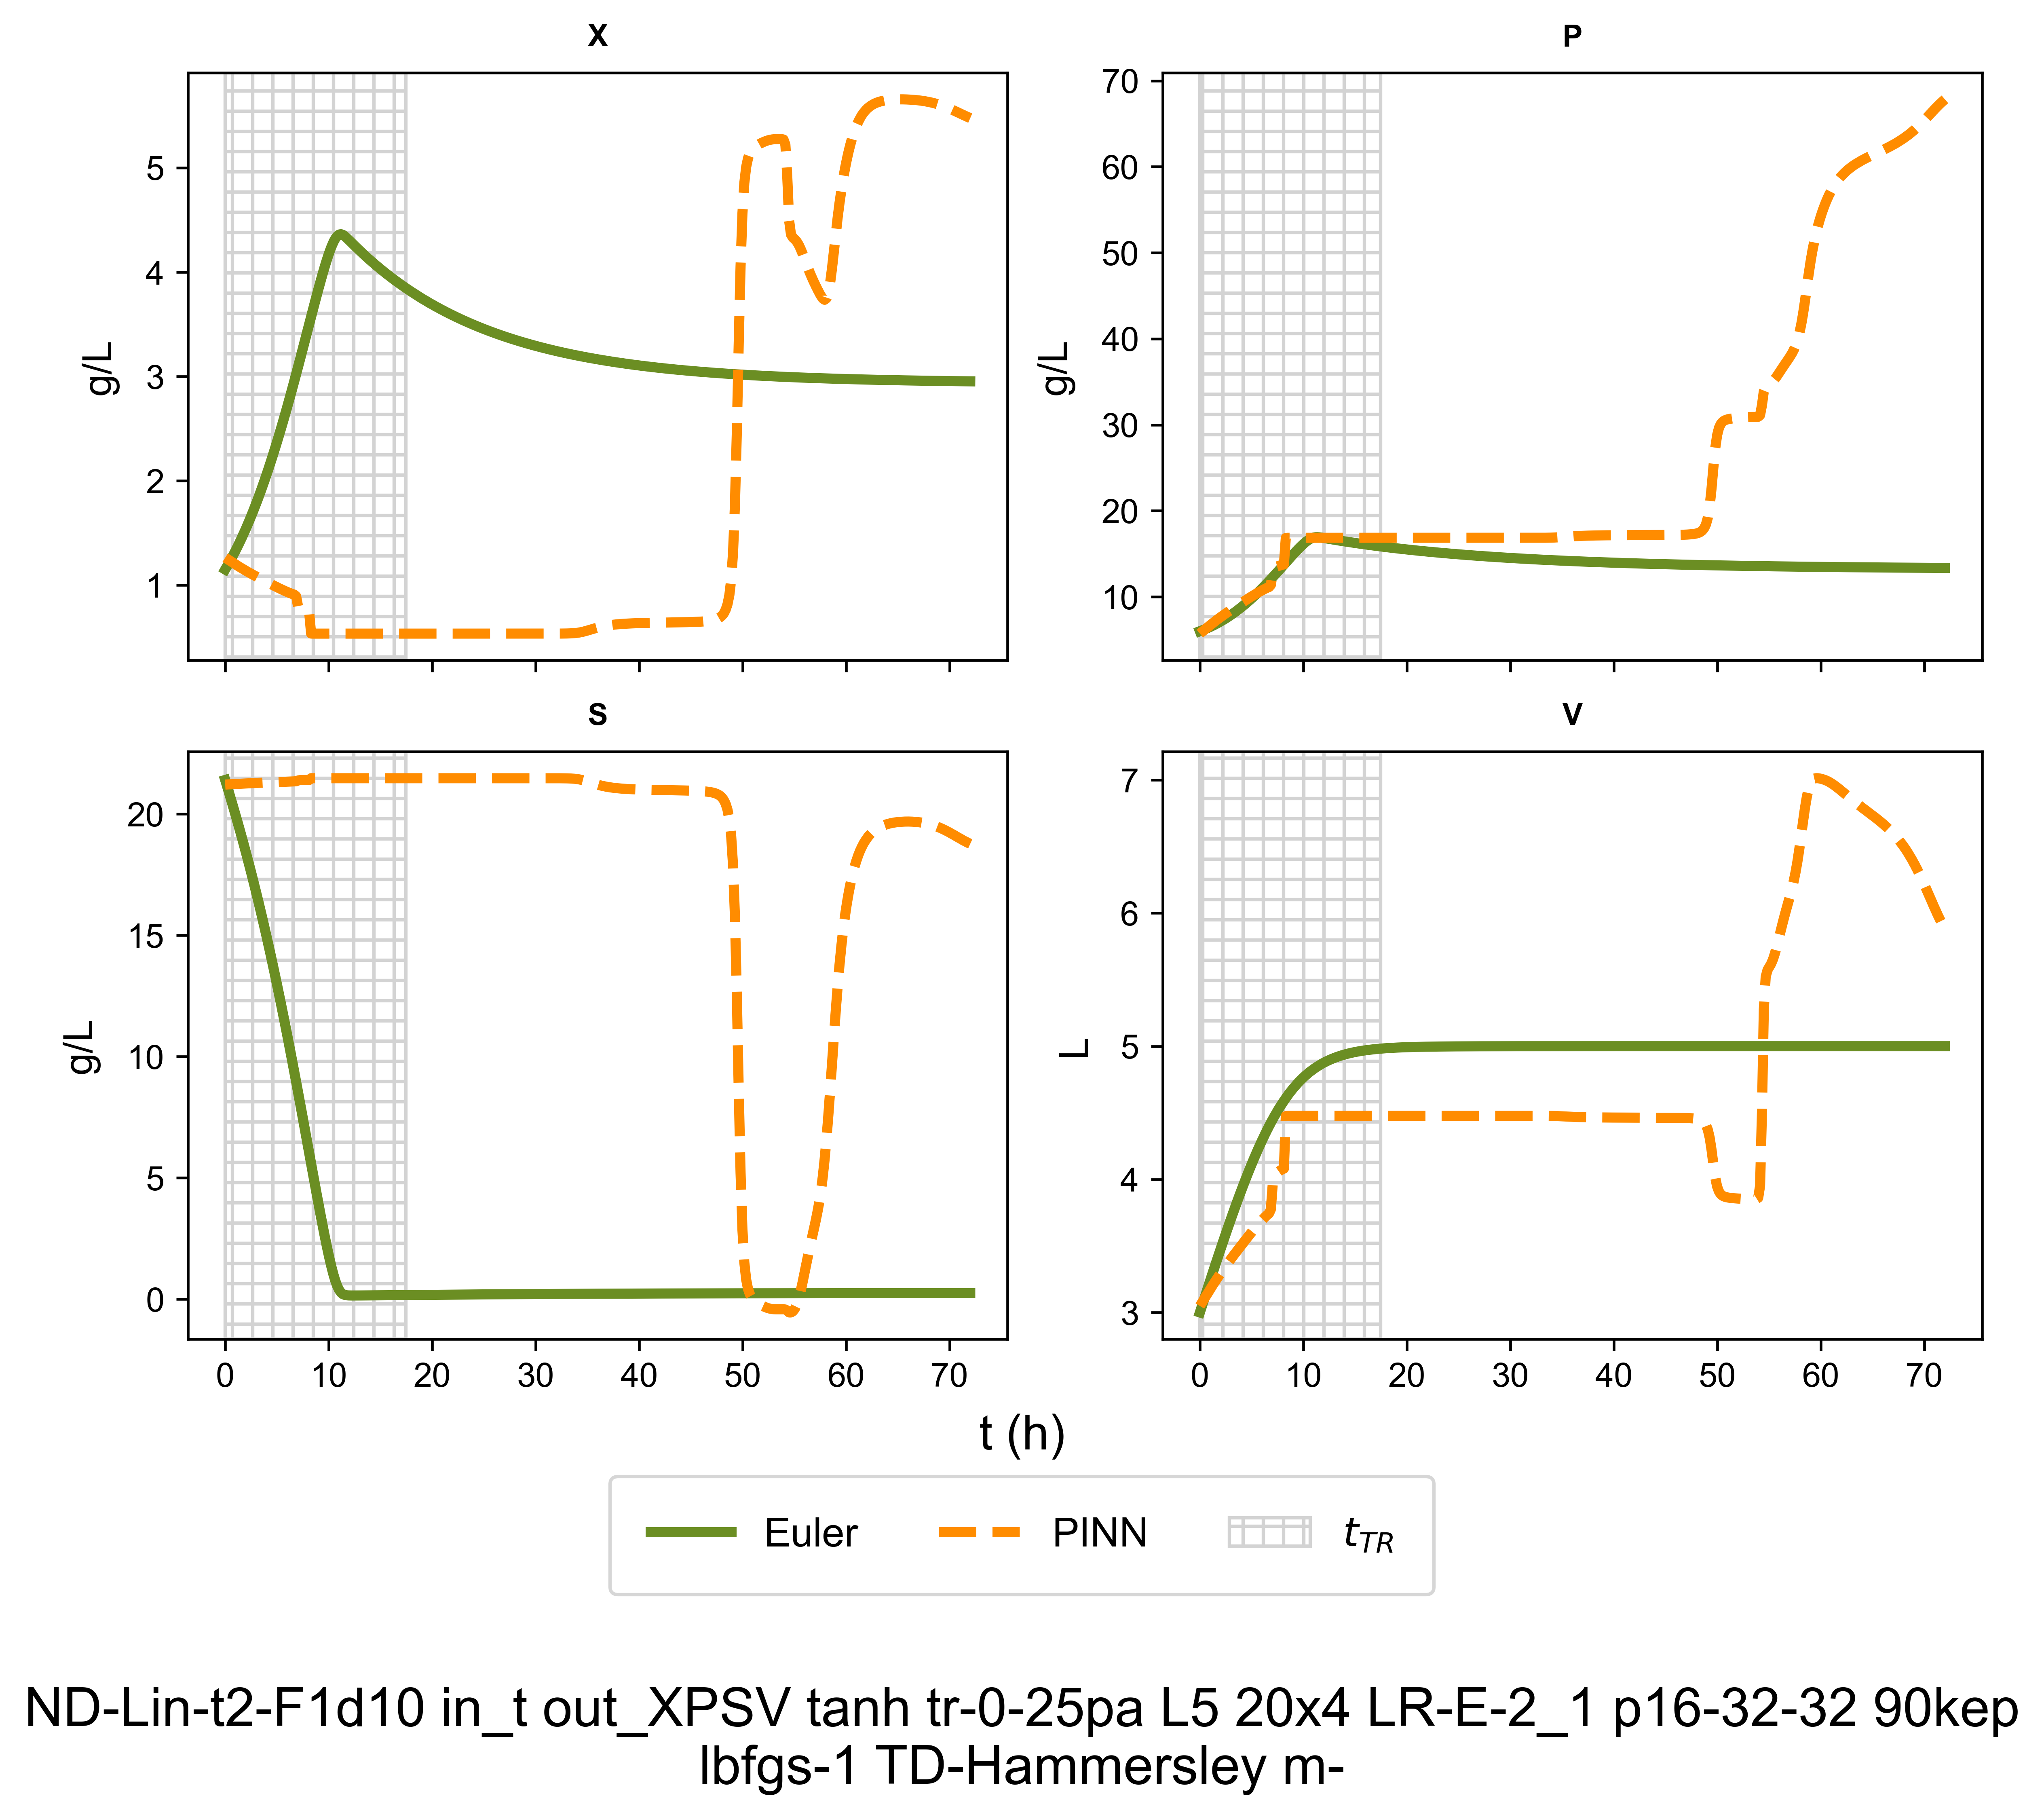 X
P
5
4
3
2
1
g/L
70
60
50
40
30
20
10
g/L
S
V
20
15
10
5
0
g/L
0 10 20 30 40 50 60 70
7
6
5
4
3
L
0 10 20 30 40 50 60 70
t (h)
Euler PINN tTR
ND-Lin-t2-F1d10 in_t out_XPSV tanh tr-0-25pa L5 20x4 LR-E-2_1 p16-32-32 90kep
lbfgs-1 TD-Hammersley m-